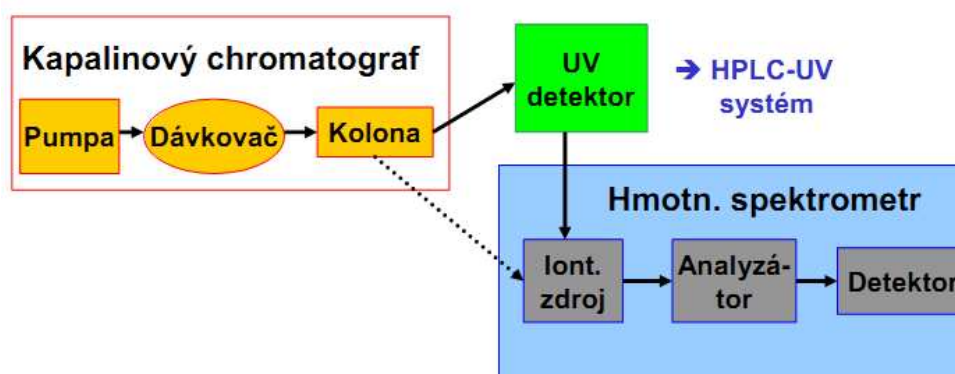 Kapalinový chromatograf
Pumpa
Dávkovač
Kolona
UV
detektor
➔ HPLC-UV
systém
Hmotn. spektrometr
Iont.
zdroj
Analyzá-
tor
Detektor